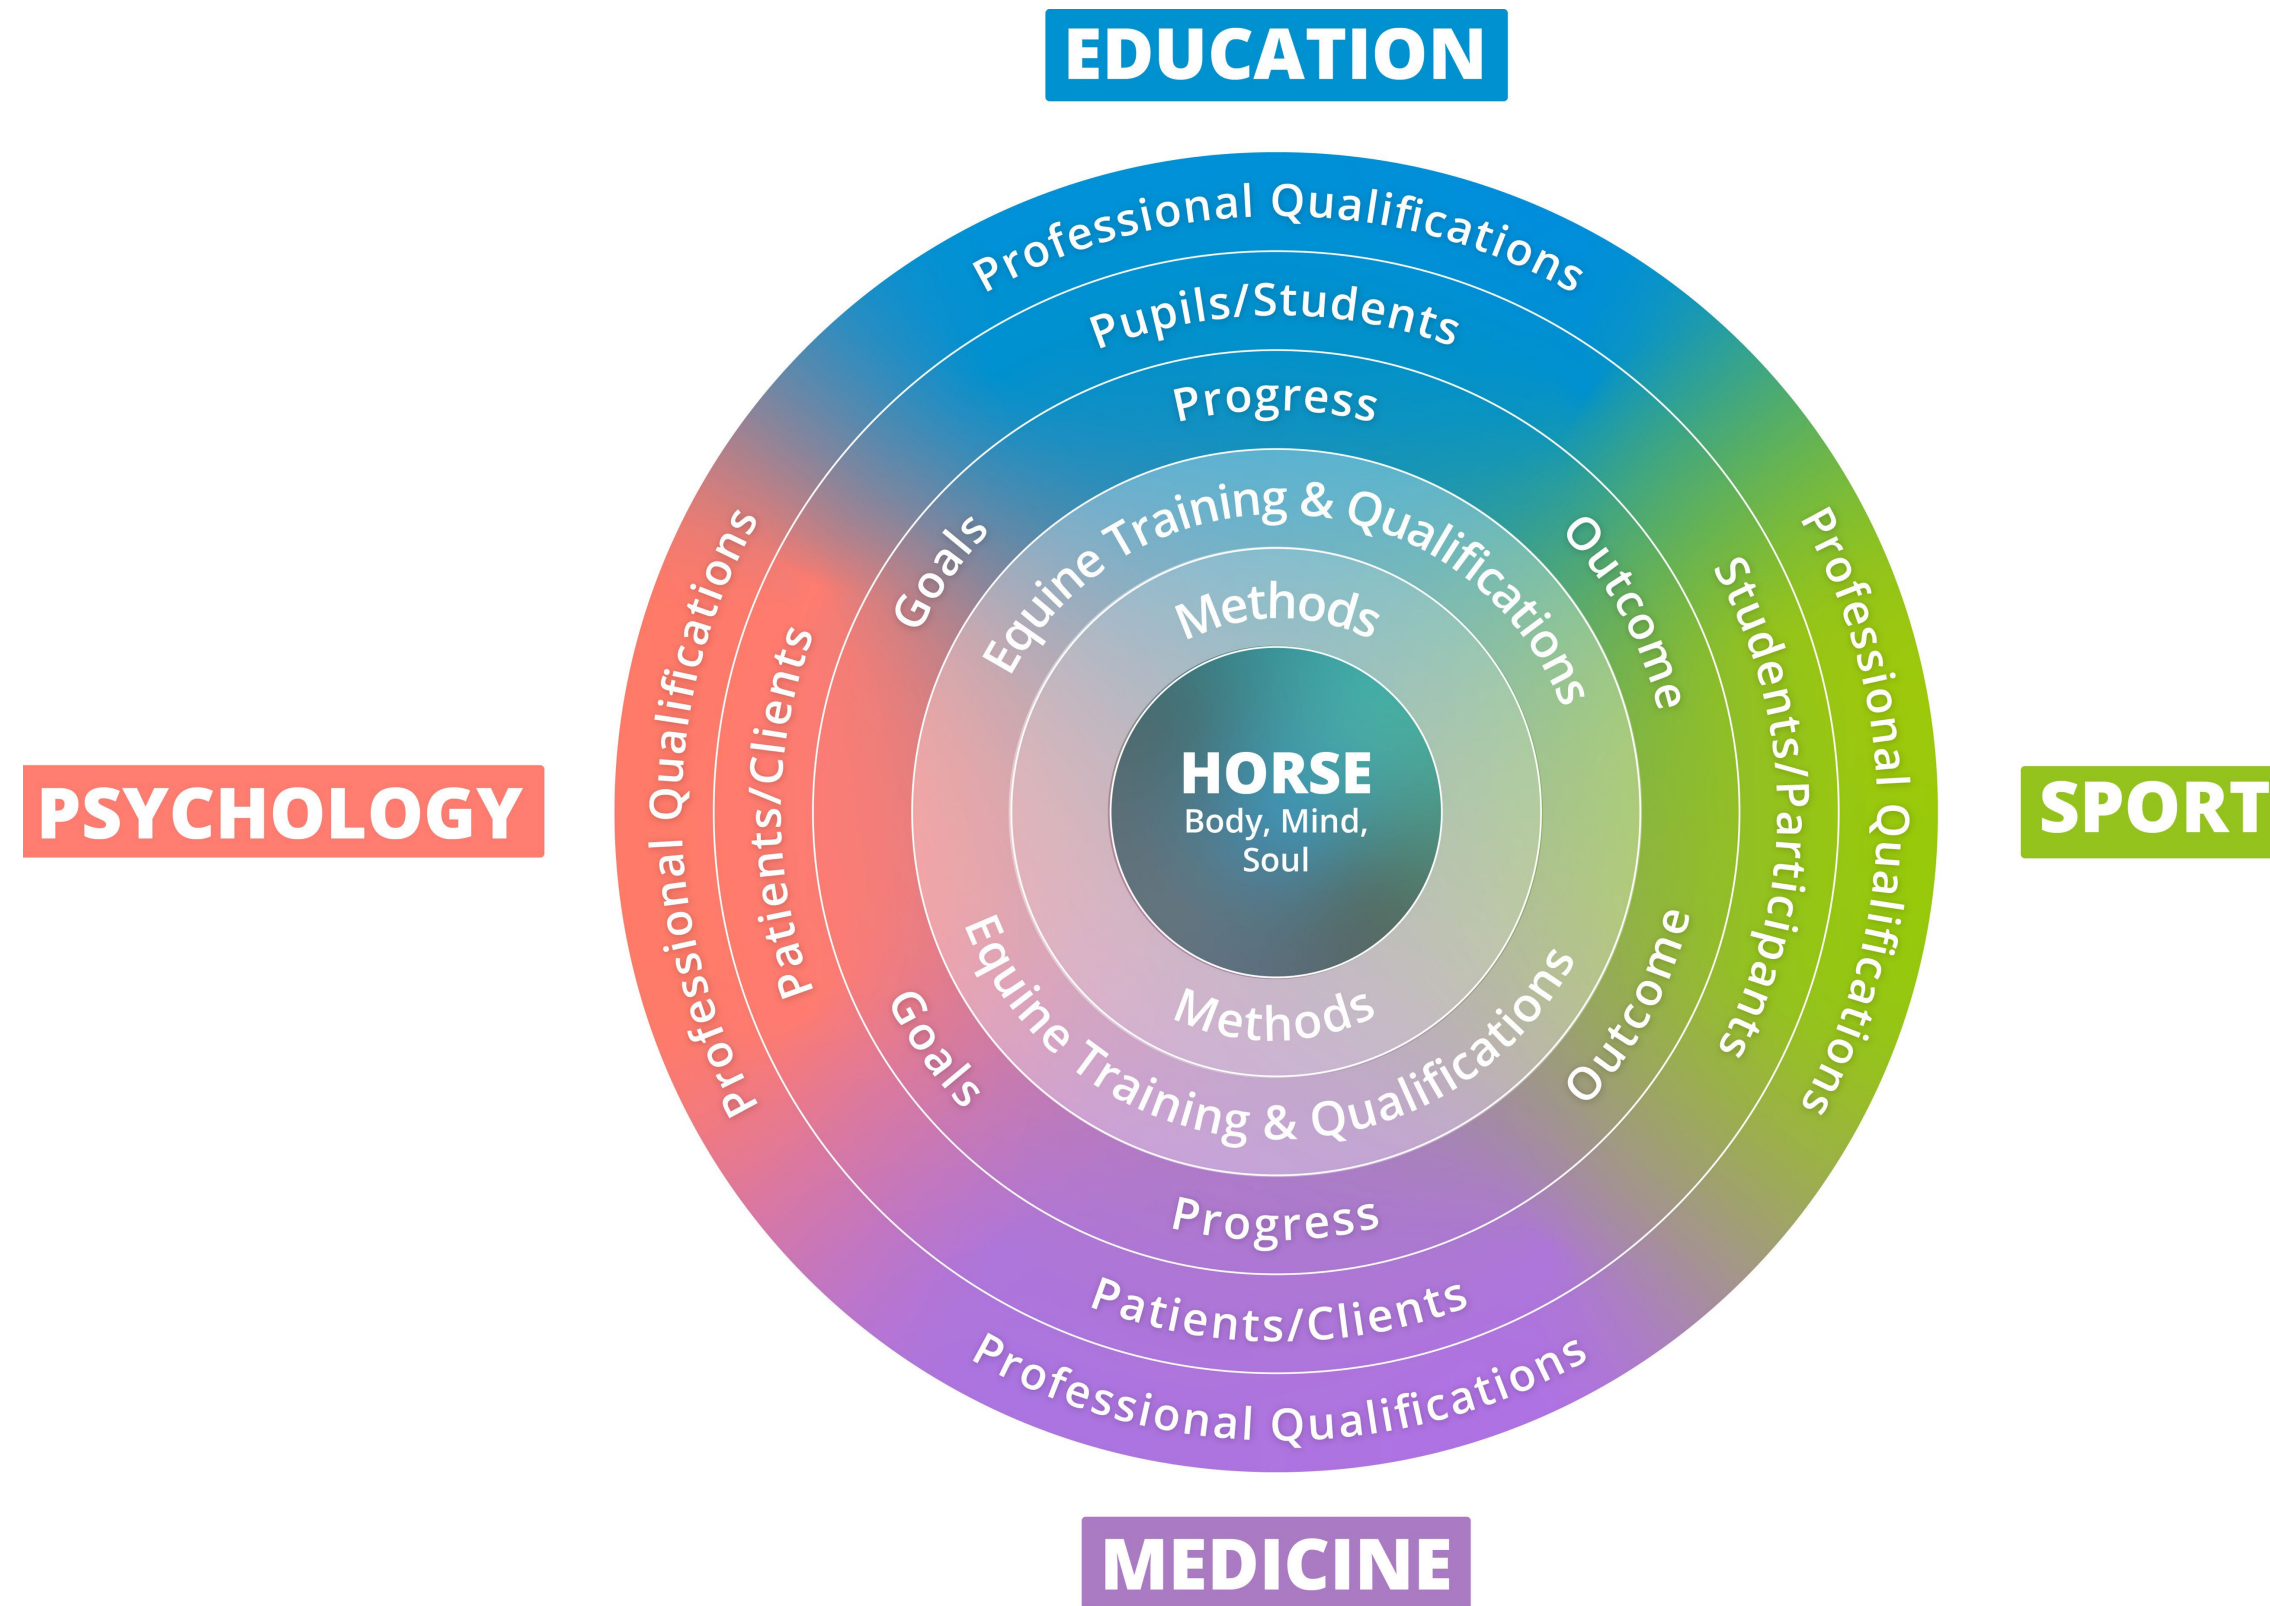 EDUCATION
Professional Qualifications
Pupils/Students
Progress
Equine Training & Qualifications
Methods
Goals
Outcome
PSYCHOLOGY
Professional Qualifications
Patients/Clients
HORSE
Body, Mind,
Soul
Students/Participants
Professional Qualifications
SPORT
Goals
Outcome
Methods
Equine Training & Qualifications
Progress
Patients/Clients
Professional Qualifications
MEDICINE